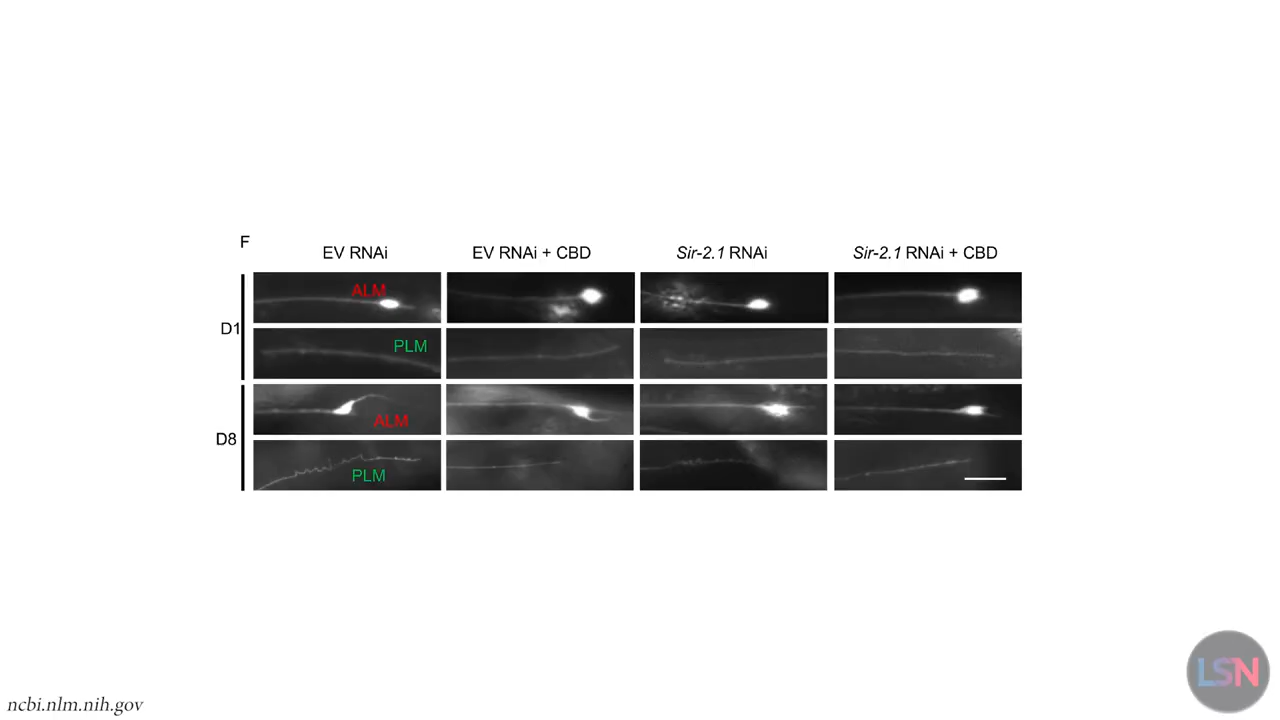 F
EV RNAi
EV RNAi + CBD
Sir-2.1 RNAi
Sir-2.1 RNAi + CBD
ALM
D1
PLM
ALM
D8
PLM
LSN
ncbi.nlm.nih.gov